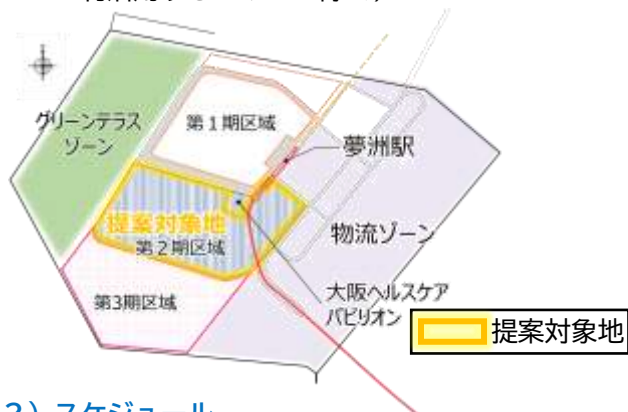 グリーンテラス
ゾーン
第1期区域
夢洲駅
提案対象地
第2期区域
物流ゾーン
第3期区域
大阪ヘルスケア
パビリオン
提案対象地
スケジュール